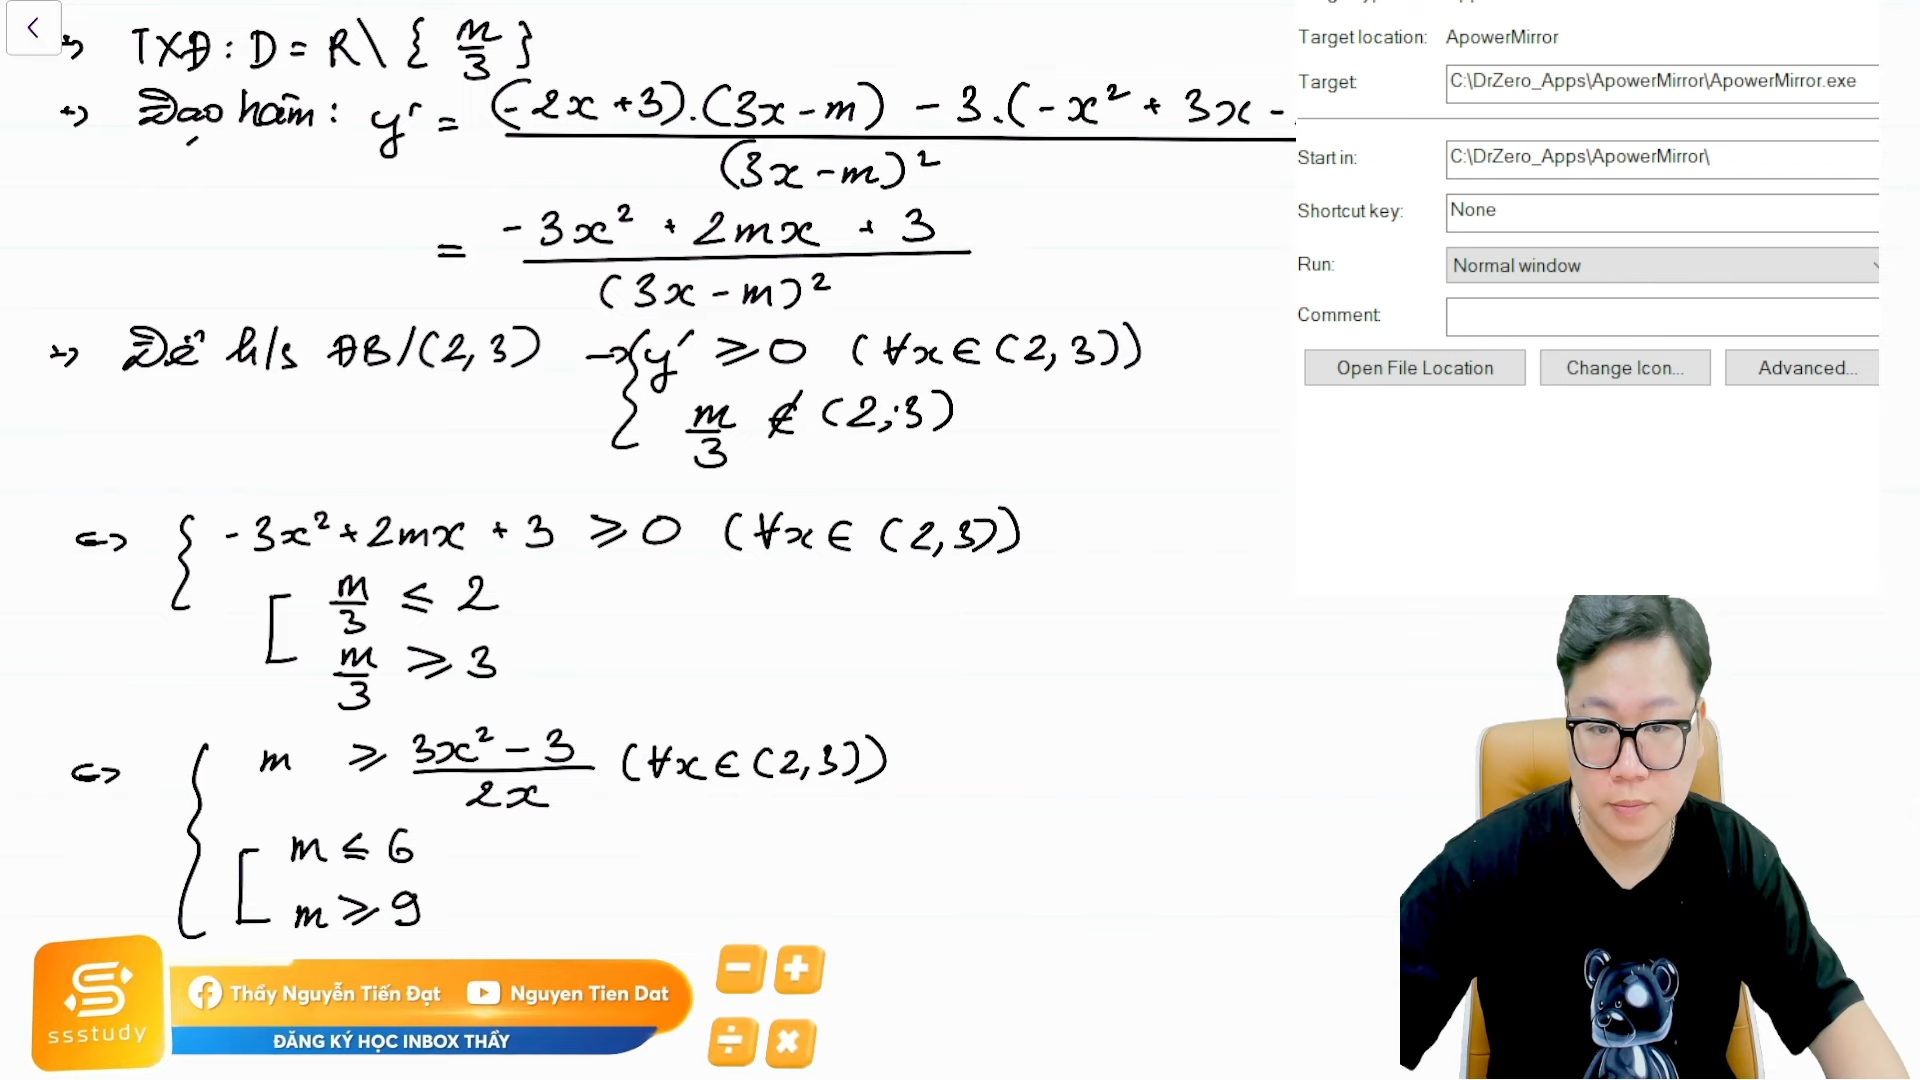 +) TXĐ: D = R\ { m/3 }
+) Đạo hàm: y' = (-2x+3).(3x-m) - 3.(-x² + 3x -
(3x-m)²
= -3x² + 2mx + 3
(3x-m)²
+) Để h/s ĐB/(2,3) → { y' ≥ 0 (∀x ∈ (2,3))
m/3 ∉ (2;3)
<=> { -3x² + 2mx + 3 ≥ 0 (∀x ∈ (2,3))
[ m/3 ≤ 2
m/3 ≥ 3
<=> { m ≥ (3x² - 3)/2x (∀x ∈ (2,3))
[ m ≤ 6
m ≥ 9
Target location: ApowerMirror
Target: C:\DrZero_Apps\ApowerMirror\ApowerMirror.exe
Start in: C:\DrZero_Apps\ApowerMirror\
Shortcut key: None
Run: Normal window
Comment:
Open File Location Change Icon... Advanced...
ssstudy
Thầy Nguyễn Tiến Đạt Nguyen Tien Dat
ĐĂNG KÝ HỌC INBOX THẦY